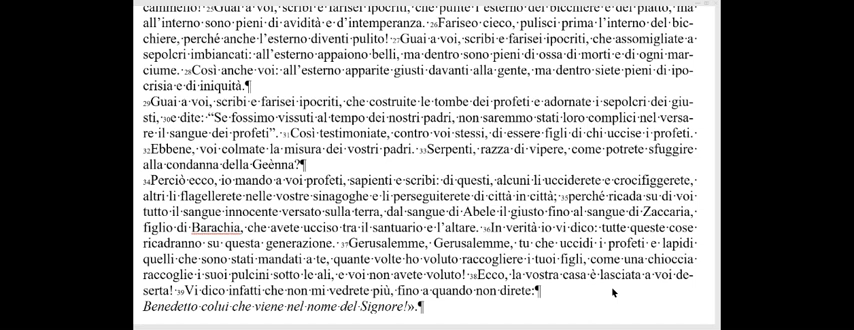 cammello! 25Guai a voi, scribi e farisei ipocriti, che pulite l'esterno del bicchiere e del piatto, ma
all'interno sono pieni di avidità e d'intemperanza. 26Fariseo cieco, pulisci prima l'interno del bic-
chiere, perché anche l'esterno diventi pulito! 27Guai a voi, scribi e farisei ipocriti, che assomigliate a
sepolcri imbiancati: all'esterno appaiono belli, ma dentro sono pieni di ossa di morti e di ogni mar-
ciume. 28Così anche voi: all'esterno apparite giusti davanti alla gente, ma dentro siete pieni di ipo-
crisia e di iniquità.¶
29Guai a voi, scribi e farisei ipocriti, che costruite le tombe dei profeti e adornate i sepolcri dei giu-
sti, 30e dite: “Se fossimo vissuti al tempo dei nostri padri, non saremmo stati loro complici nel versa-
re il sangue dei profeti”. 31Così testimoniate, contro voi stessi, di essere figli di chi uccise i profeti.
32Ebbene, voi colmate la misura dei vostri padri. 33Serpenti, razza di vipere, come potrete sfuggire
alla condanna della Geènna?¶
34Perciò ecco, io mando a voi profeti, sapienti e scribi: di questi, alcuni li ucciderete e crocifiggerete,
altri li flagellerete nelle vostre sinagoghe e li perseguiterete di città in città; 35perché ricada su di voi
tutto il sangue innocente versato sulla terra, dal sangue di Abele il giusto fino al sangue di Zaccaria,
figlio di Barachia, che avete ucciso tra il santuario e l'altare. 36In verità io vi dico: tutte queste cose
ricadranno su questa generazione. 37Gerusalemme, Gerusalemme, tu che uccidi i profeti e lapidi
quelli che sono stati mandati a te, quante volte ho voluto raccogliere i tuoi figli, come una chioccia
raccoglie i suoi pulcini sotto le ali, e voi non avete voluto! 38Ecco, la vostra casa è lasciata a voi de-
serta! 39Vi dico infatti che non mi vedrete più, fino a quando non direte:¶
Benedetto colui che viene nel nome del Signore!».¶